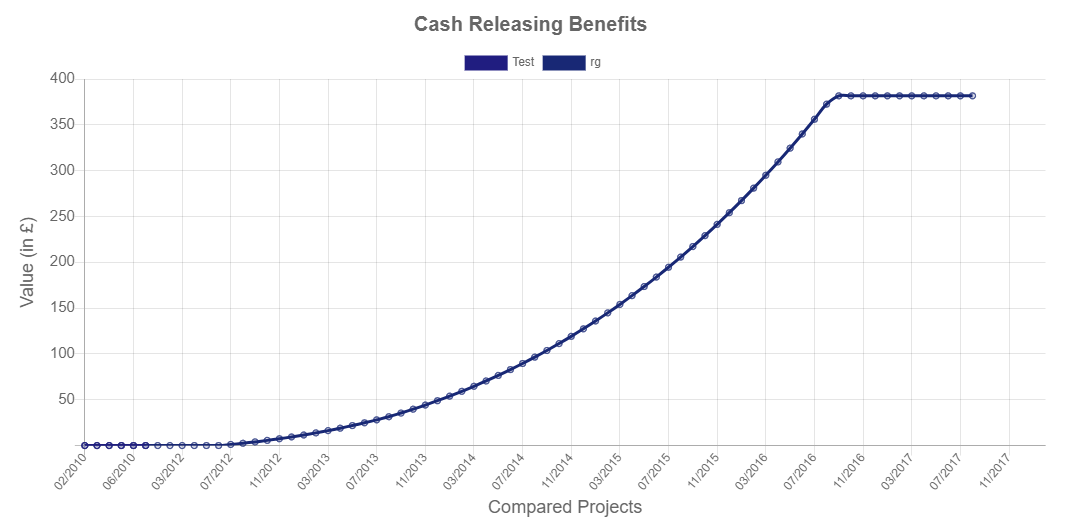 Cash Releasing Benefits
Test rg
400
350
300
250
200
150
100
50
Value (in £)
02/2010 06/2010 03/2012 07/2012 11/2012 03/2013 07/2013 11/2013 03/2014 07/2014 11/2014 03/2015 07/2015 11/2015 03/2016 07/2016 11/2016 03/2017 07/2017 11/2017
Compared Projects